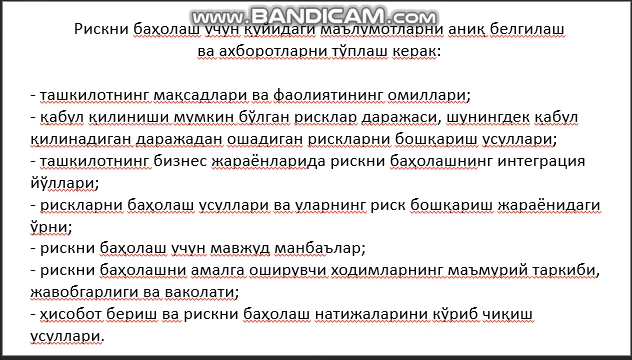 www.BANDICAM.com
Рискни баҳолаш учун қуйидаги маълумотларни аниқ белгилаш
ва ахборотларни тўплаш керак:
- ташкилотнинг мақсадлари ва фаолиятининг омиллари;
- қабул қилиниши мумкин бўлган рисклар даражаси, шунингдек қабул
қилинадиган даражадан ошадиган рискларни бошқариш усуллари;
- ташкилотнинг бизнес жараёнларида рискни баҳолашнинг интеграция
йўллари;
- рискларни баҳолаш усуллари ва уларнинг риск бошқариш жараёнидаги
ўрни;
- рискни баҳолаш учун мавжуд манбаълар;
- рискни баҳолашни амалга оширувчи ходимларнинг маъмурий таркиби,
жавобгарлиги ва ваколати;
- ҳисобот бериш ва рискни баҳолаш натижаларини кўриб чиқиш
усуллари.